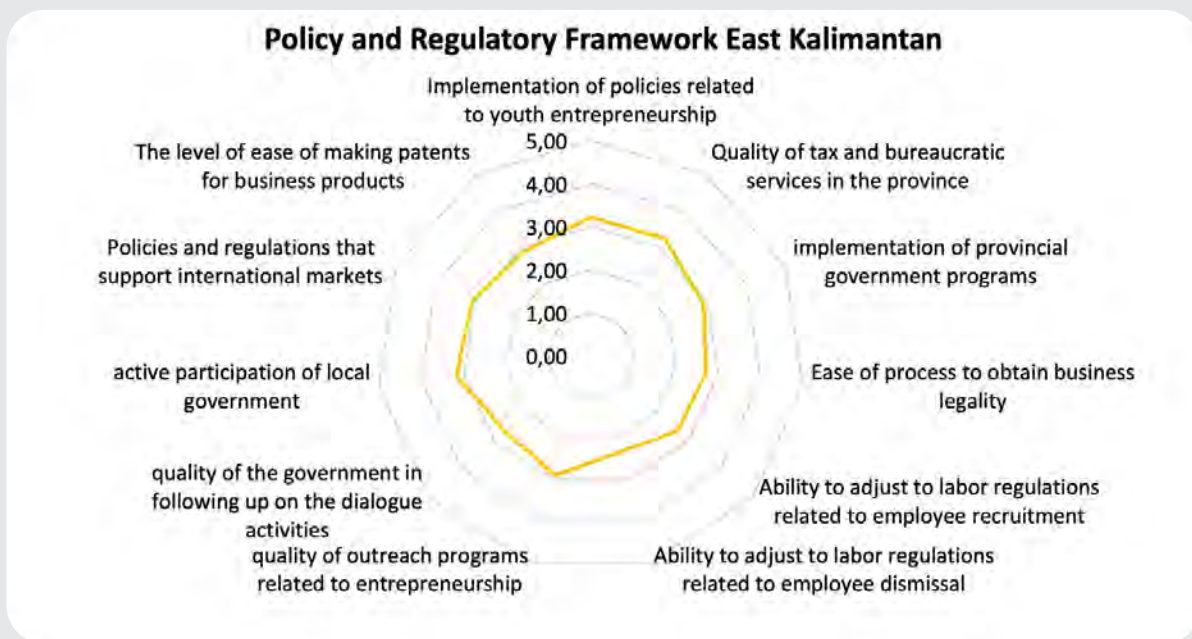 Policy and Regulatory Framework East Kalimantan
Implementation of policies related
to youth entrepreneurship
Quality of tax and bureaucratic
services in the province
implementation of provincial
government programs
Ease of process to obtain business
legality
Ability to adjust to labor regulations
related to employee recruitment
Ability to adjust to labor regulations
related to employee dismissal
quality of outreach programs
related to entrepreneurship
quality of the government in
following up on the dialogue
activities
active participation of local
government
Policies and regulations that
support international markets
The level of ease of making patents
for business products
5,00
4,00
3,00
2,00
1,00
0,00